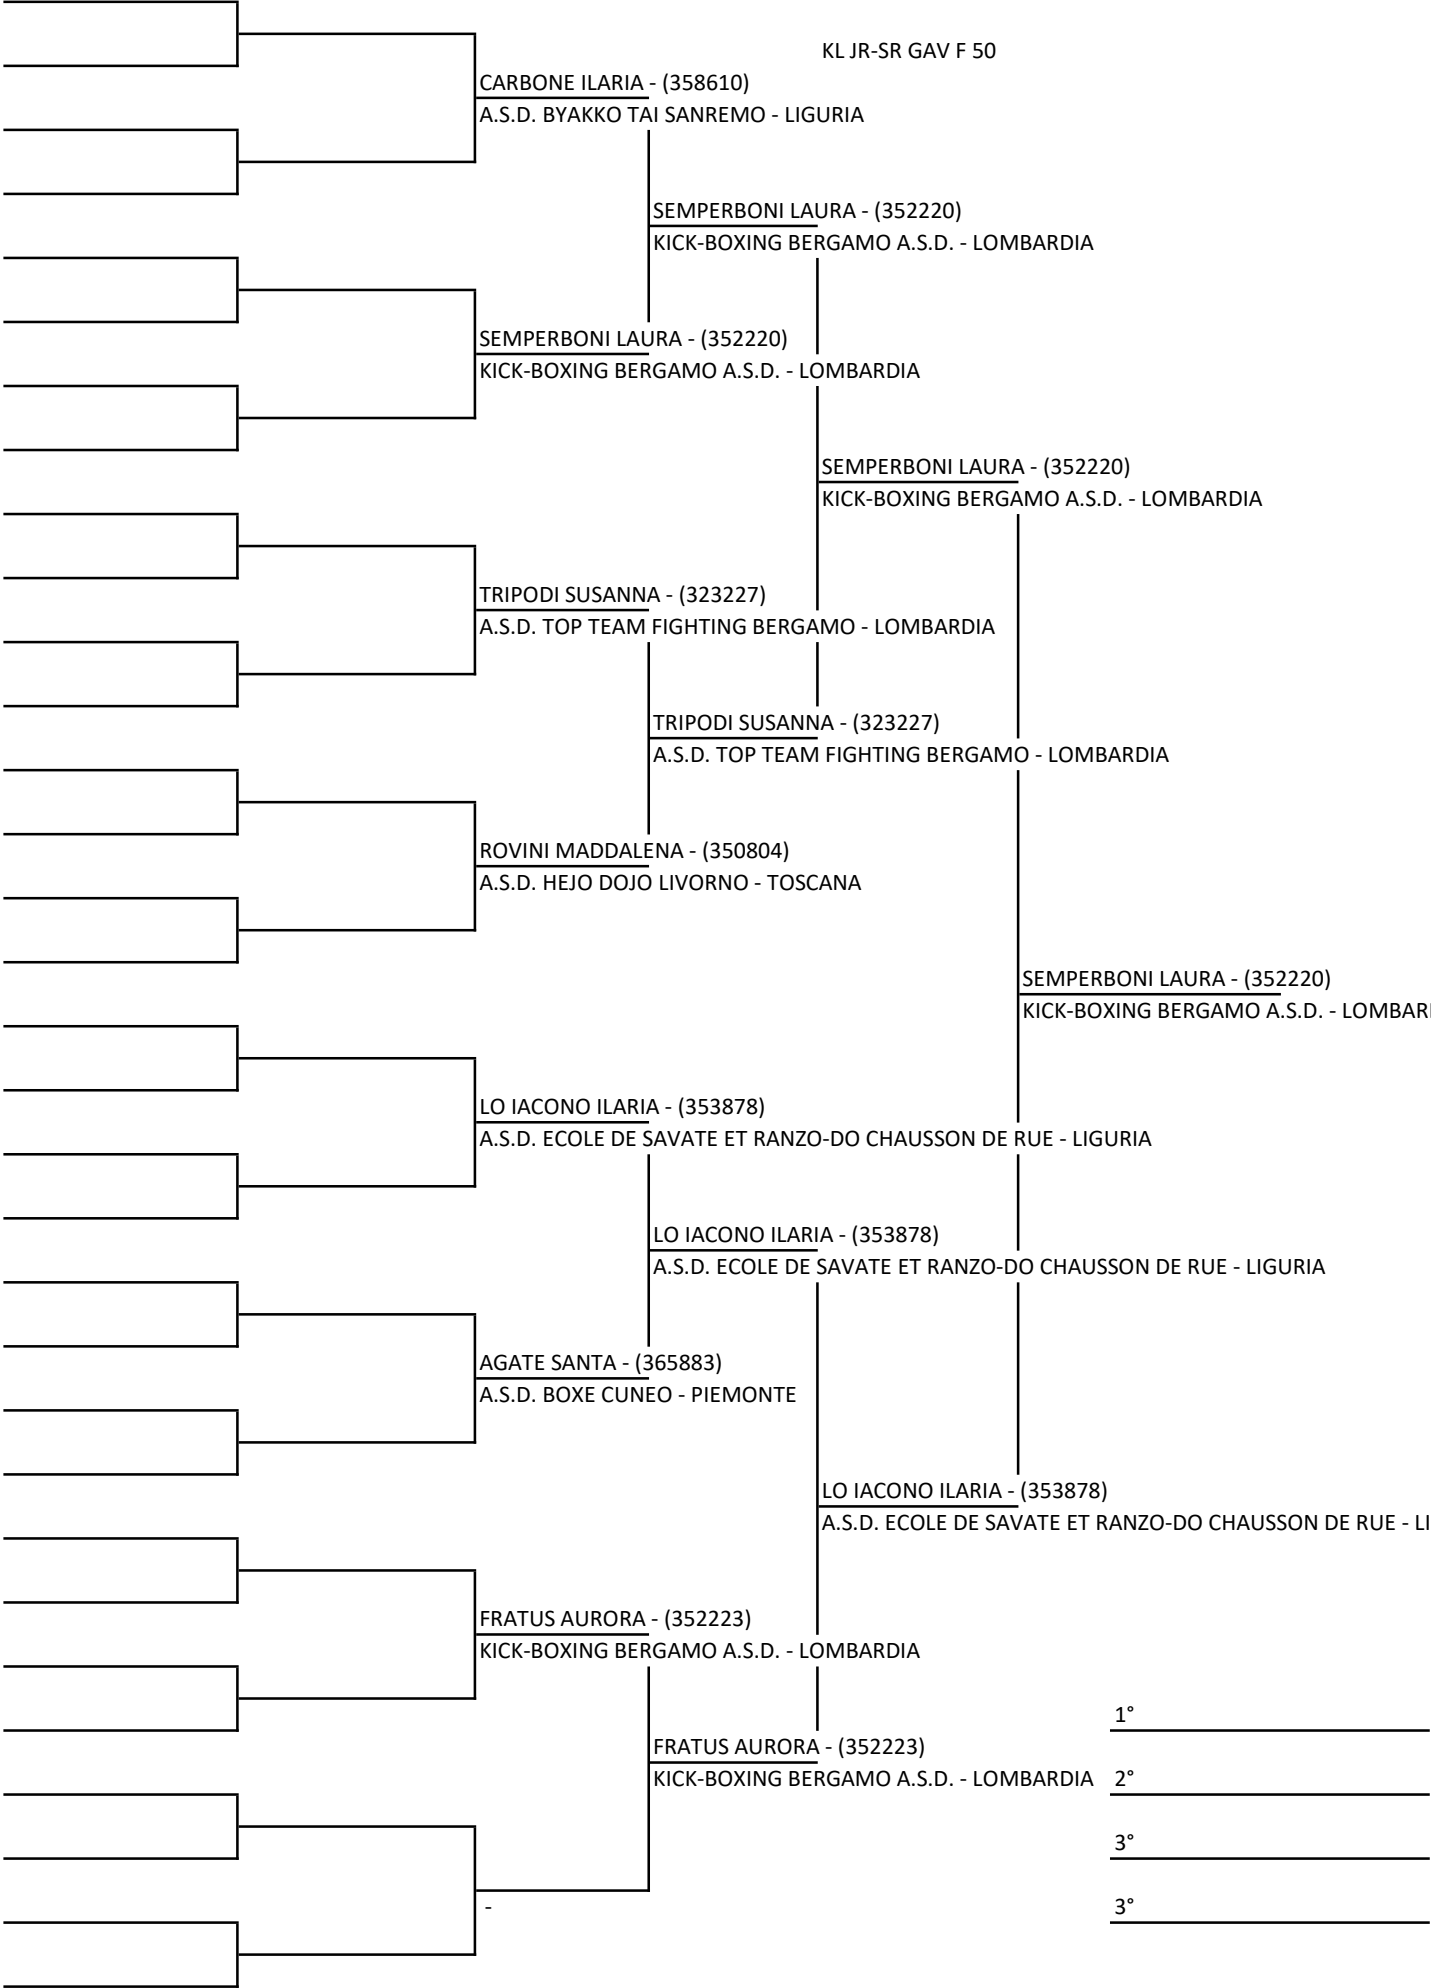 KL JR-SR GAV F 50
CARBONE ILARIA - (358610)
A.S.D. BYAKKO TAI SANREMO - LIGURIA
SEMPERBONI LAURA - (352220)
KICK-BOXING BERGAMO A.S.D. - LOMBARDIA
SEMPERBONI LAURA - (352220)
KICK-BOXING BERGAMO A.S.D. - LOMBARDIA
SEMPERBONI LAURA - (352220)
KICK-BOXING BERGAMO A.S.D. - LOMBARDIA
TRIPODI SUSANNA - (323227)
A.S.D. TOP TEAM FIGHTING BERGAMO - LOMBARDIA
TRIPODI SUSANNA - (323227)
A.S.D. TOP TEAM FIGHTING BERGAMO - LOMBARDIA
ROVINI MADDALENA - (350804)
A.S.D. HEJO DOJO LIVORNO - TOSCANA
SEMPERBONI LAURA - (352220)
KICK-BOXING BERGAMO A.S.D. - LOMBAR
LO IACONO ILARIA - (353878)
A.S.D. ECOLE DE SAVATE ET RANZO-DO CHAUSSON DE RUE - LIGURIA
LO IACONO ILARIA - (353878)
A.S.D. ECOLE DE SAVATE ET RANZO-DO CHAUSSON DE RUE - LIGURIA
AGATE SANTA - (365883)
A.S.D. BOXE CUNEO - PIEMONTE
LO IACONO ILARIA - (353878)
A.S.D. ECOLE DE SAVATE ET RANZO-DO CHAUSSON DE RUE - LI
FRATUS AURORA - (352223)
KICK-BOXING BERGAMO A.S.D. - LOMBARDIA
1°
FRATUS AURORA - (352223)
KICK-BOXING BERGAMO A.S.D. - LOMBARDIA
2°
3°
-
3°